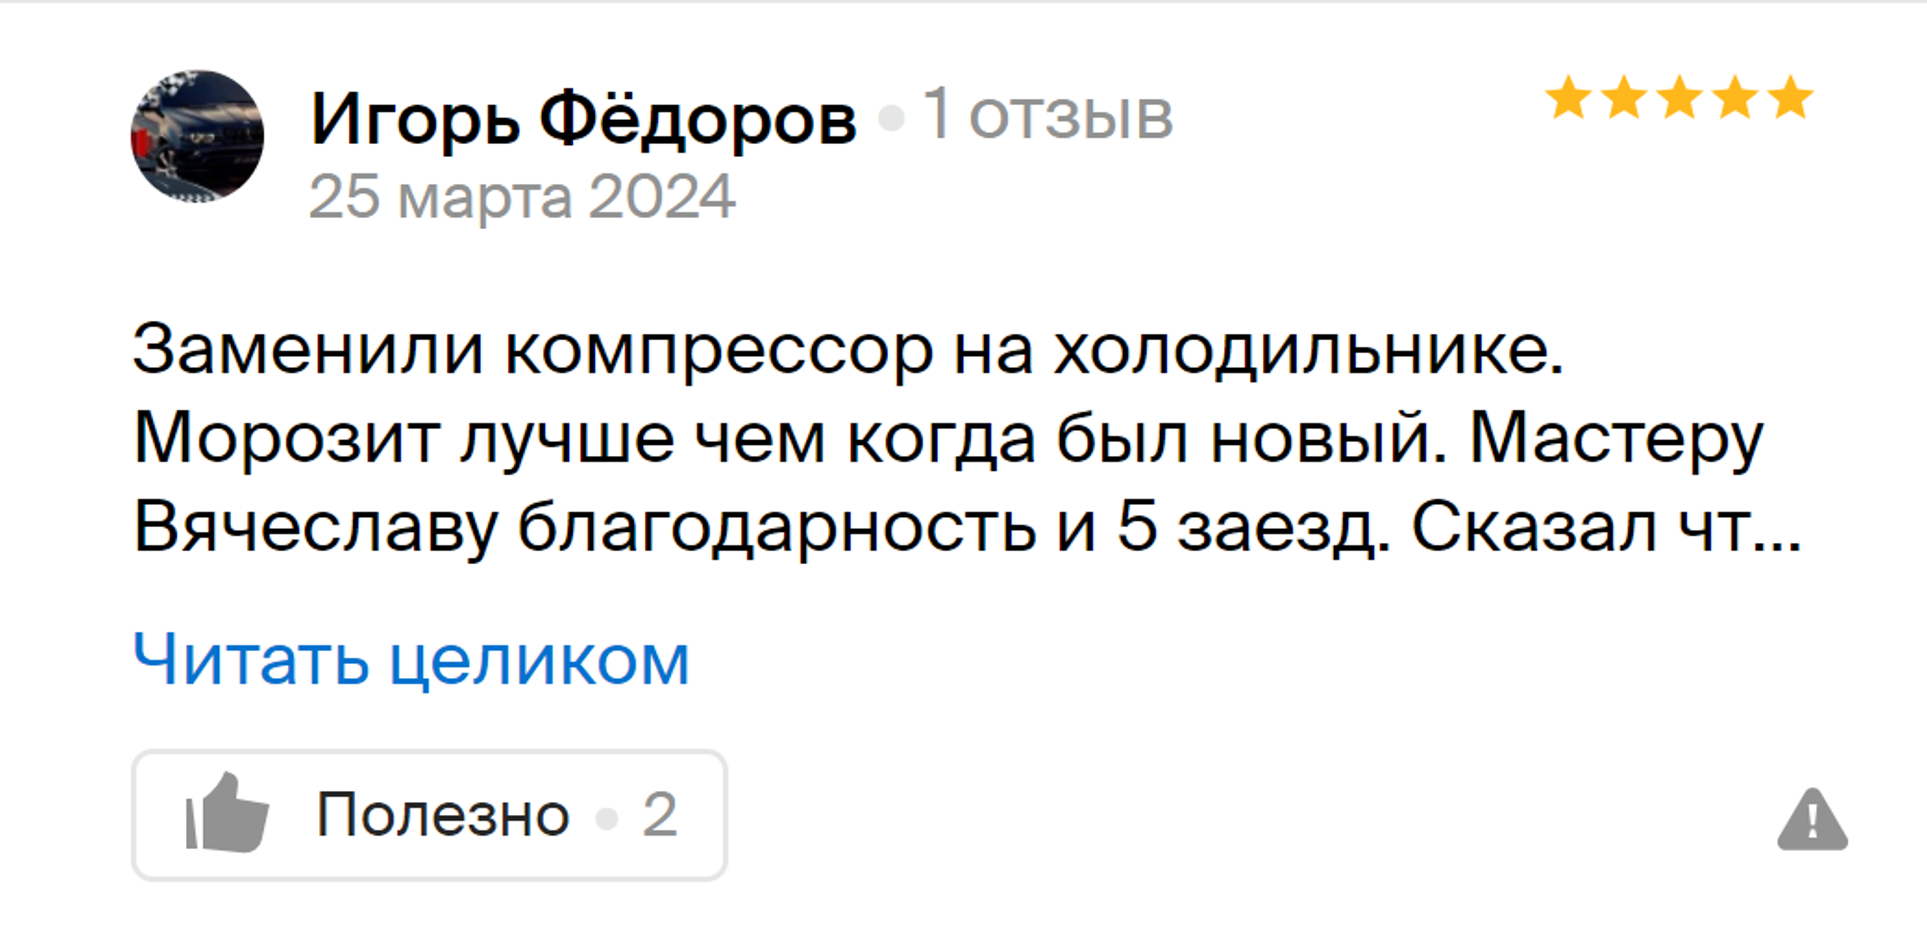 Игорь Фёдоров • 1 отзыв
25 марта 2024
Заменили компрессор на холодильнике.
Морозит лучше чем когда был новый. Мастеру
Вячеславу благодарность и 5 заезд. Сказал чт...
Читать целиком
Полезно • 2